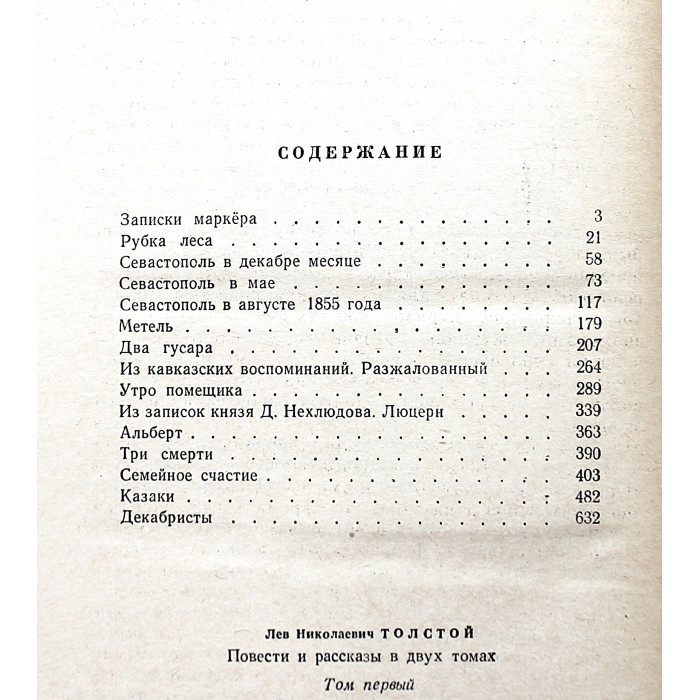 СОДЕРЖАНИЕ
Записки маркёра . . . . . . . . . . . . . . 3
Рубка леса . . . . . . . . . . . . . . . . 21
Севастополь в декабре месяце . . . . . . . . . 58
Севастополь в мае . . . . . . . . . . . . . 73
Севастополь в августе 1855 года . . . . . . . . 117
Метель . . . . . . . . . . . . . . . . . . 179
Два гусара . . . . . . . . . . . . . . . . 207
Из кавказских воспоминаний. Разжалованный . . . 264
Утро помещика . . . . . . . . . . . . . . . 289
Из записок князя Д. Нехлюдова. Люцерн . . . . . 339
Альберт . . . . . . . . . . . . . . . . . . 363
Три смерти . . . . . . . . . . . . . . . . 390
Семейное счастие . . . . . . . . . . . . . . 403
Казаки . . . . . . . . . . . . . . . . . . 482
Декабристы . . . . . . . . . . . . . . . . 632
Лев Николаевич ТОЛСТОЙ
Повести и рассказы в двух томах
Том первый